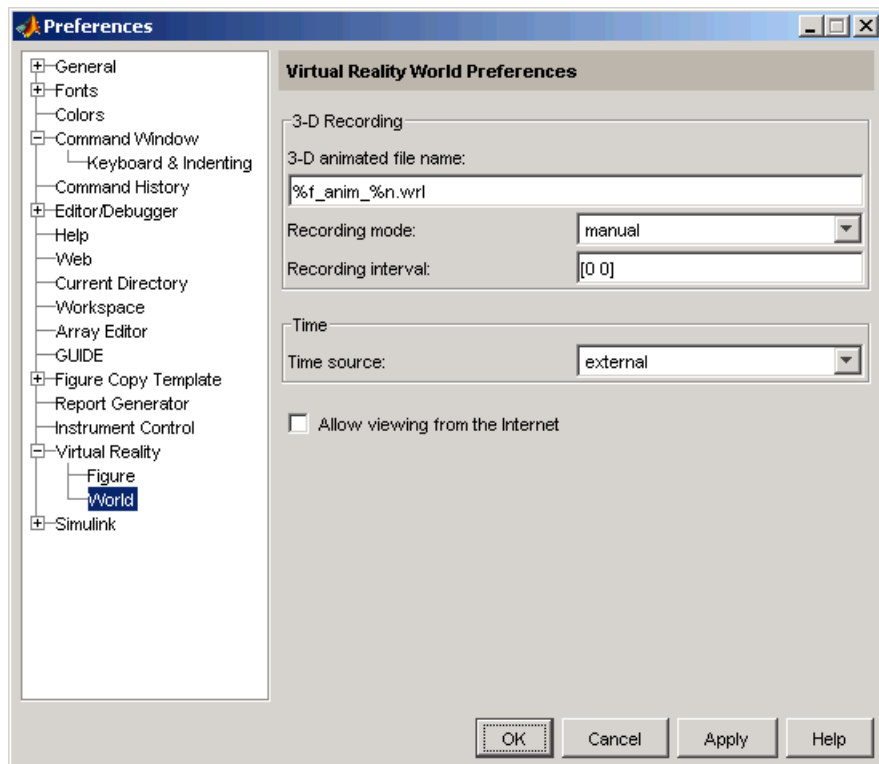 Preferences
General
Fonts
Colors
Command Window
Keyboard & Indenting
Command History
Editor/Debugger
Help
Web
Current Directory
Workspace
Array Editor
GUIDE
Figure Copy Template
Report Generator
Instrument Control
Virtual Reality
Figure
World
Simulink
Virtual Reality World Preferences
3-D Recording
3-D animated file name:
%f_anim_%n.wrl
Recording mode: manual
Recording interval: [0 0]
Time
Time source: external
Allow viewing from the Internet
OK Cancel Apply Help